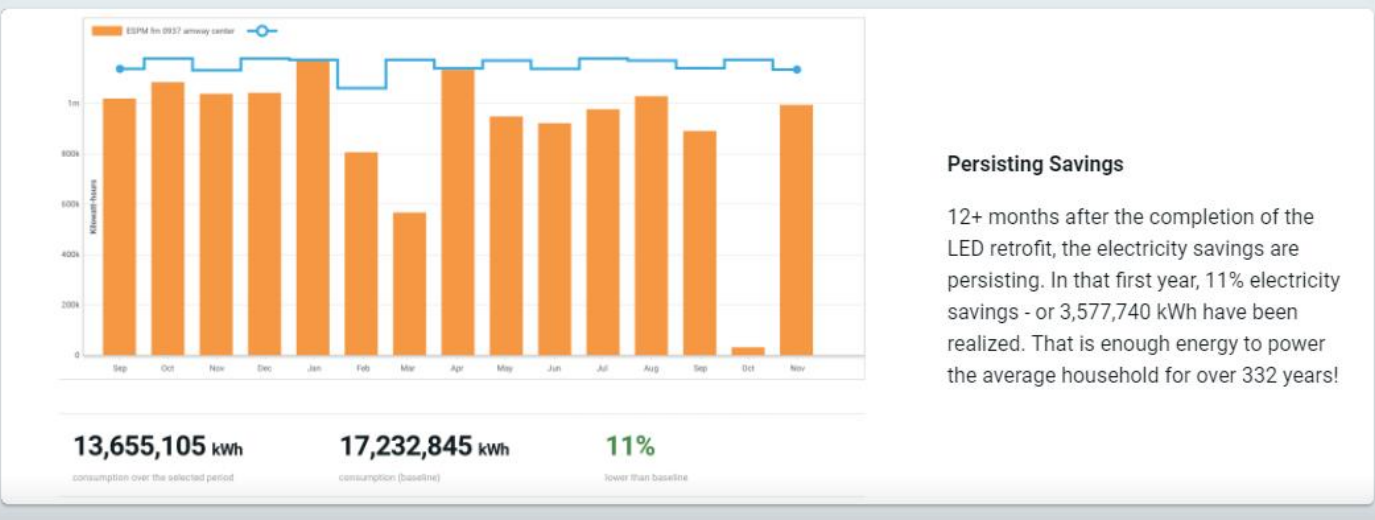 ESPM fm 0937 amway center
1m
800k
600k
400k
200k
0
Kilowatt-hours
Sep Oct Nov Dec Jan Feb Mar Apr May Jun Jul Aug Sep Oct Nov
Persisting Savings
12+ months after the completion of the
LED retrofit, the electricity savings are
persisting. In that first year, 11% electricity
savings - or 3,577,740 kWh have been
realized. That is enough energy to power
the average household for over 332 years!
13,655,105 kWh
consumption over the selected period
17,232,845 kWh
consumption (baseline)
11%
lower than baseline